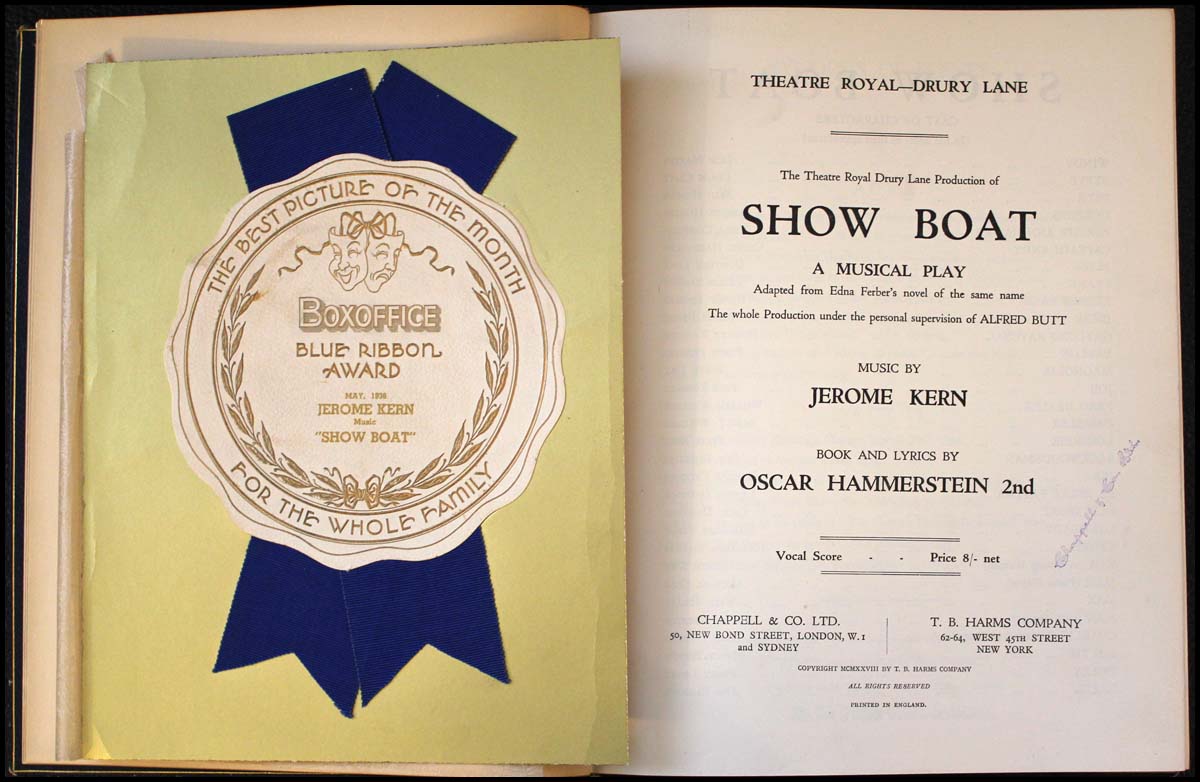 THE BEST PICTURE OF THE MONTH
BOXOFFICE
BLUE RIBBON
AWARD
MAY, 1936
JEROME KERN
Music
"SHOW BOAT"
FOR THE WHOLE FAMILY
THEATRE ROYAL—DRURY LANE
The Theatre Royal Drury Lane Production of
SHOW BOAT
A MUSICAL PLAY
Adapted from Edna Ferber's novel of the same name
The whole Production under the personal supervision of ALFRED BUTT
MUSIC BY
JEROME KERN
BOOK AND LYRICS BY
OSCAR HAMMERSTEIN 2nd
Vocal Score - - Price 8/- net
CHAPPELL & CO. LTD.
50, NEW BOND STREET, LONDON, W.1
and SYDNEY
T. B. HARMS COMPANY
62-64, WEST 45TH STREET
NEW YORK
COPYRIGHT MCMXXVIII BY T. B. HARMS COMPANY
ALL RIGHTS RESERVED
PRINTED IN ENGLAND.
Chappell & Co. Ltd.